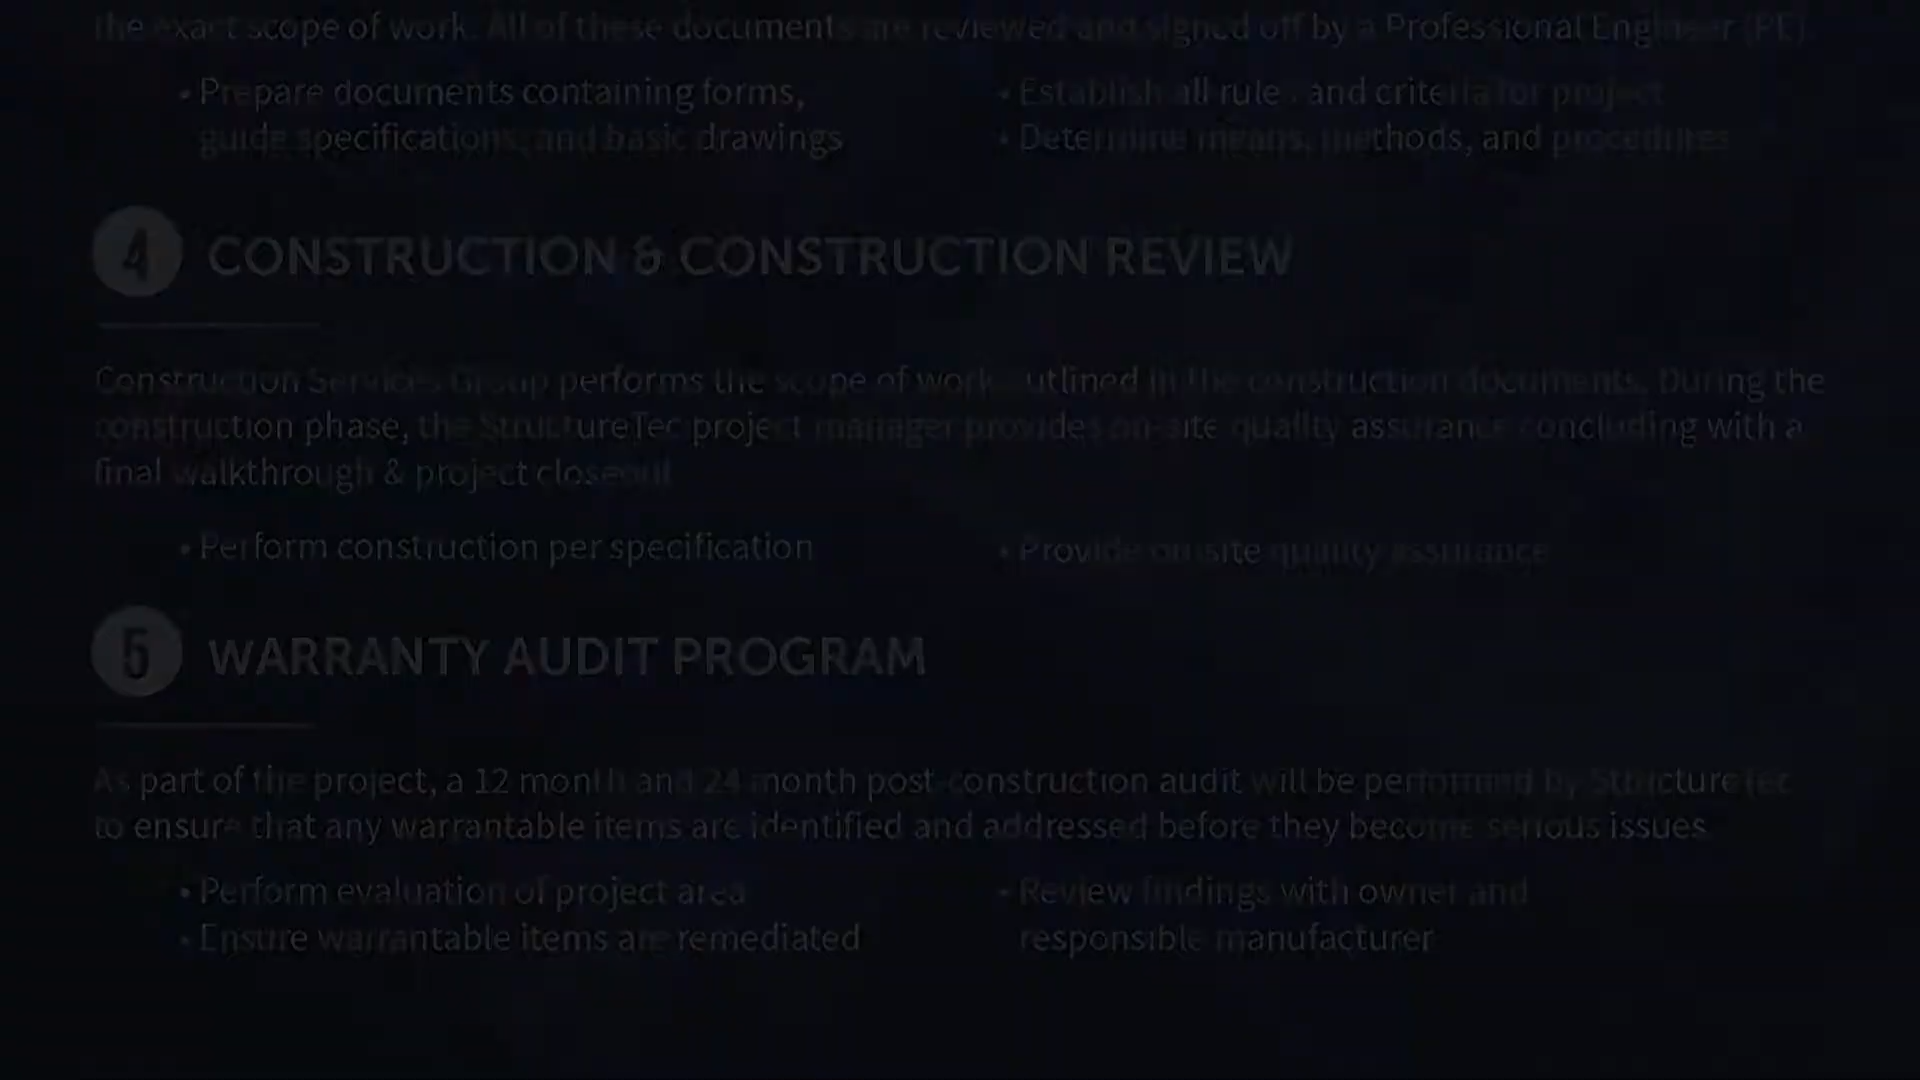 the exact scope of work. All of these documents are reviewed and signed off by a Professional Engineer (PE).
• Prepare documents containing forms,
guide specifications, and basic drawings
• Establish all rules and criteria for project
• Determine means, methods, and procedures
4 CONSTRUCTION & CONSTRUCTION REVIEW
Construction Services Group performs the scope of work outlined in the construction documents. During the
construction phase, the StructureTec project manager provides on-site quality assurance concluding with a
final walkthrough & project closeout
• Perform construction per specification
• Provide on-site quality assurance
5 WARRANTY AUDIT PROGRAM
As part of the project, a 12 month and 24 month post-construction audit will be performed by StructureTec
to ensure that any warrantable items are identified and addressed before they become serious issues
• Perform evaluation of project area
• Ensure warrantable items are remediated
• Review findings with owner and
responsible manufacturer